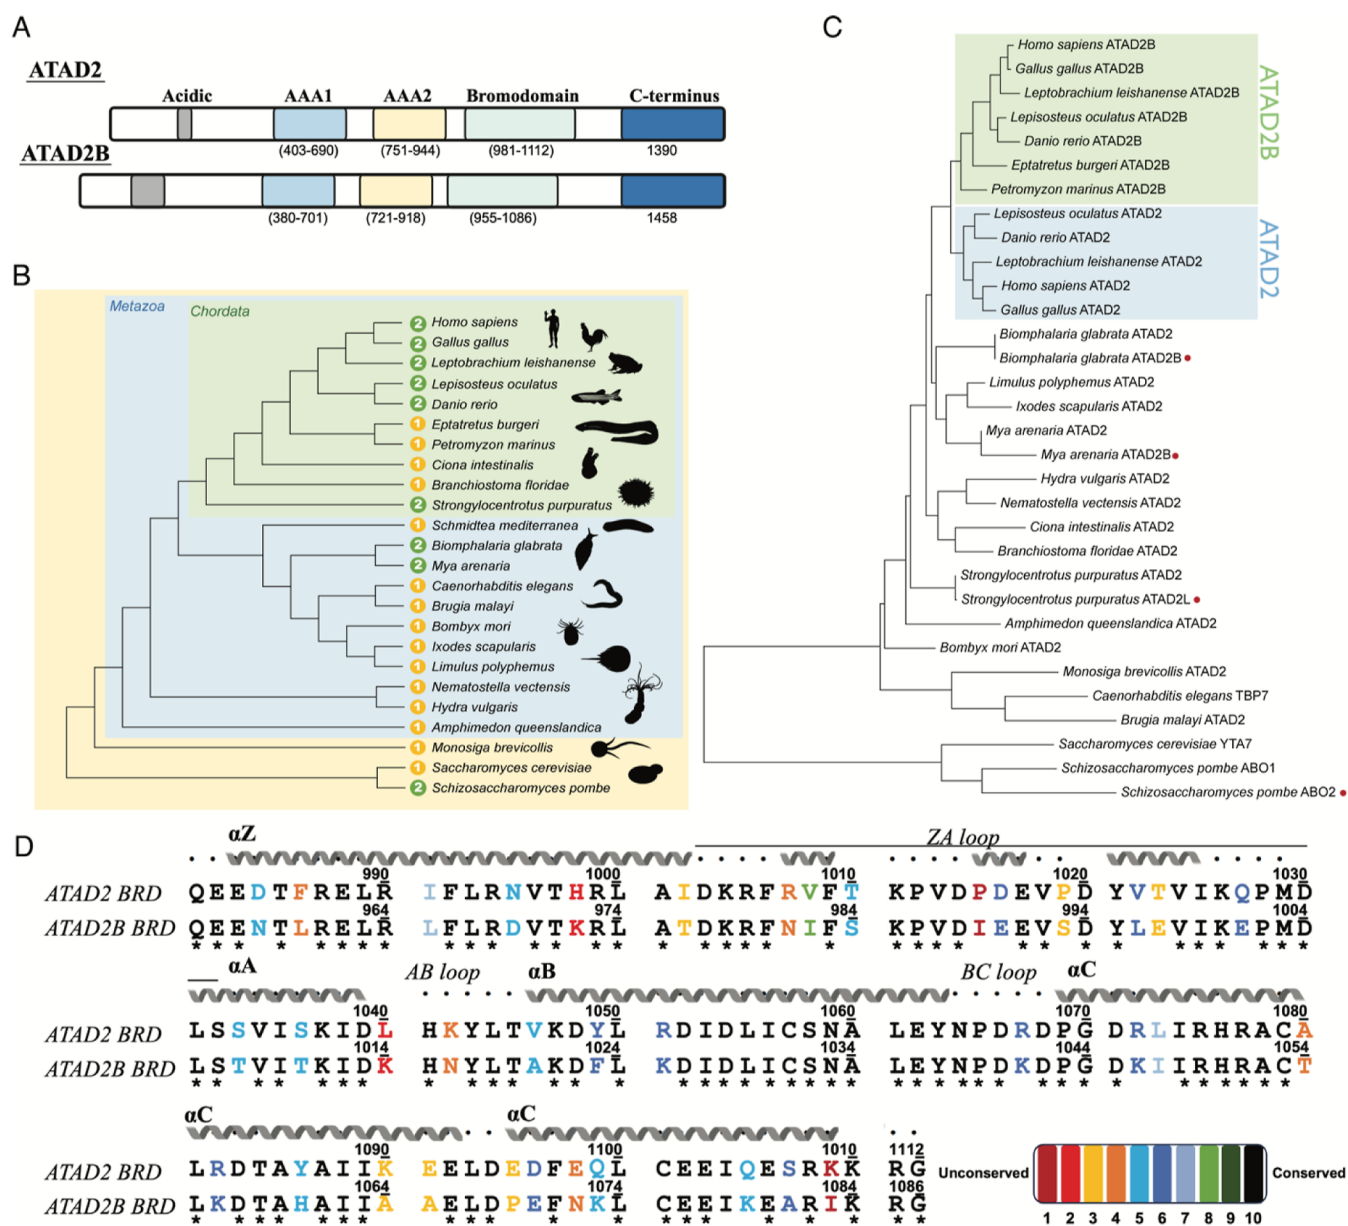 A
ATAD2
Acidic AAA1 AAA2 Bromodomain C-terminus
(403-690) (751-944) (981-1112) 1390
ATAD2B
(380-701) (721-918) (955-1086) 1458
B
Metazoa
Chordata
2 Homo sapiens
2 Gallus gallus
2 Leptobrachium leishanense
2 Lepisosteus oculatus
2 Danio rerio
1 Eptatretus burgeri
1 Petromyzon marinus
1 Ciona intestinalis
1 Branchiostoma floridae
2 Strongylocentrotus purpuratus
1 Schmidtea mediterranea
2 Biomphalaria glabrata
2 Mya arenaria
1 Caenorhabditis elegans
1 Brugia malayi
1 Bombyx mori
1 Ixodes scapularis
1 Limulus polyphemus
1 Nematostella vectensis
1 Hydra vulgaris
1 Amphimedon queenslandica
1 Monosiga brevicollis
1 Saccharomyces cerevisiae
2 Schizosaccharomyces pombe
C
Homo sapiens ATAD2B
Gallus gallus ATAD2B
Leptobrachium leishanense ATAD2B
Lepisosteus oculatus ATAD2B
Danio rerio ATAD2B
Eptatretus burgeri ATAD2B
Petromyzon marinus ATAD2B
ATAD2B
Lepisosteus oculatus ATAD2
Danio rerio ATAD2
Leptobrachium leishanense ATAD2
Homo sapiens ATAD2
Gallus gallus ATAD2
ATAD2
Biomphalaria glabrata ATAD2
Biomphalaria glabrata ATAD2B
Limulus polyphemus ATAD2
Ixodes scapularis ATAD2
Mya arenaria ATAD2
Mya arenaria ATAD2B
Hydra vulgaris ATAD2
Nematostella vectensis ATAD2
Ciona intestinalis ATAD2
Branchiostoma floridae ATAD2
Strongylocentrotus purpuratus ATAD2
Strongylocentrotus purpuratus ATAD2L
Amphimedon queenslandica ATAD2
Bombyx mori ATAD2
Monosiga brevicollis ATAD2
Caenorhabditis elegans TBP7
Brugia malayi ATAD2
Saccharomyces cerevisiae YTA7
Schizosaccharomyces pombe ABO1
Schizosaccharomyces pombe ABO2
D
αZ ZA loop
990 1000 1010 1020 1030
ATAD2 BRD QEEDTFRELR IFLRNVTHRL AIDKRFRVFT KPVDPDEVPD YVTVIKQPMD
964 974 984 994 1004
ATAD2B BRD QEENTLRELR LFLRDVTKRL ATDKRFNIFS KPVDIEEVSD YLEVIKEPMD
* * * * * * * * * * * * * * * * * * * * * * * * * * * * * * * * *
αA AB loop αB BC loop αC
1040 1050 1060 1070 1080
ATAD2 BRD LSSVISKIDL HKYLTVKDYL RDIDLICSNA LEYNPDRDPG DRLIRHRACA
1014 1024 1034 1044 1054
ATAD2B BRD LSTVITKIDK HNYLTAKDFL KDIDLICSNA LEYNPDKDPG DKIIRHRACT
* * * * * * * * * * * * * * * * * * * * * * * * * * * * * * * * * * * *
αC αC
1090 1100 1010 1112
ATAD2 BRD LRDTAYAIIK EELDEDFEQL CEEIQESRKK RG
1064 1074 1084 1086
ATAD2B BRD LKDTAHAIIA AELDPEFNKL CEEIKEARIK RG
* * * * * * * * * * * * * * * * * * * * *
Unconserved Conserved
1 2 3 4 5 6 7 8 9 10